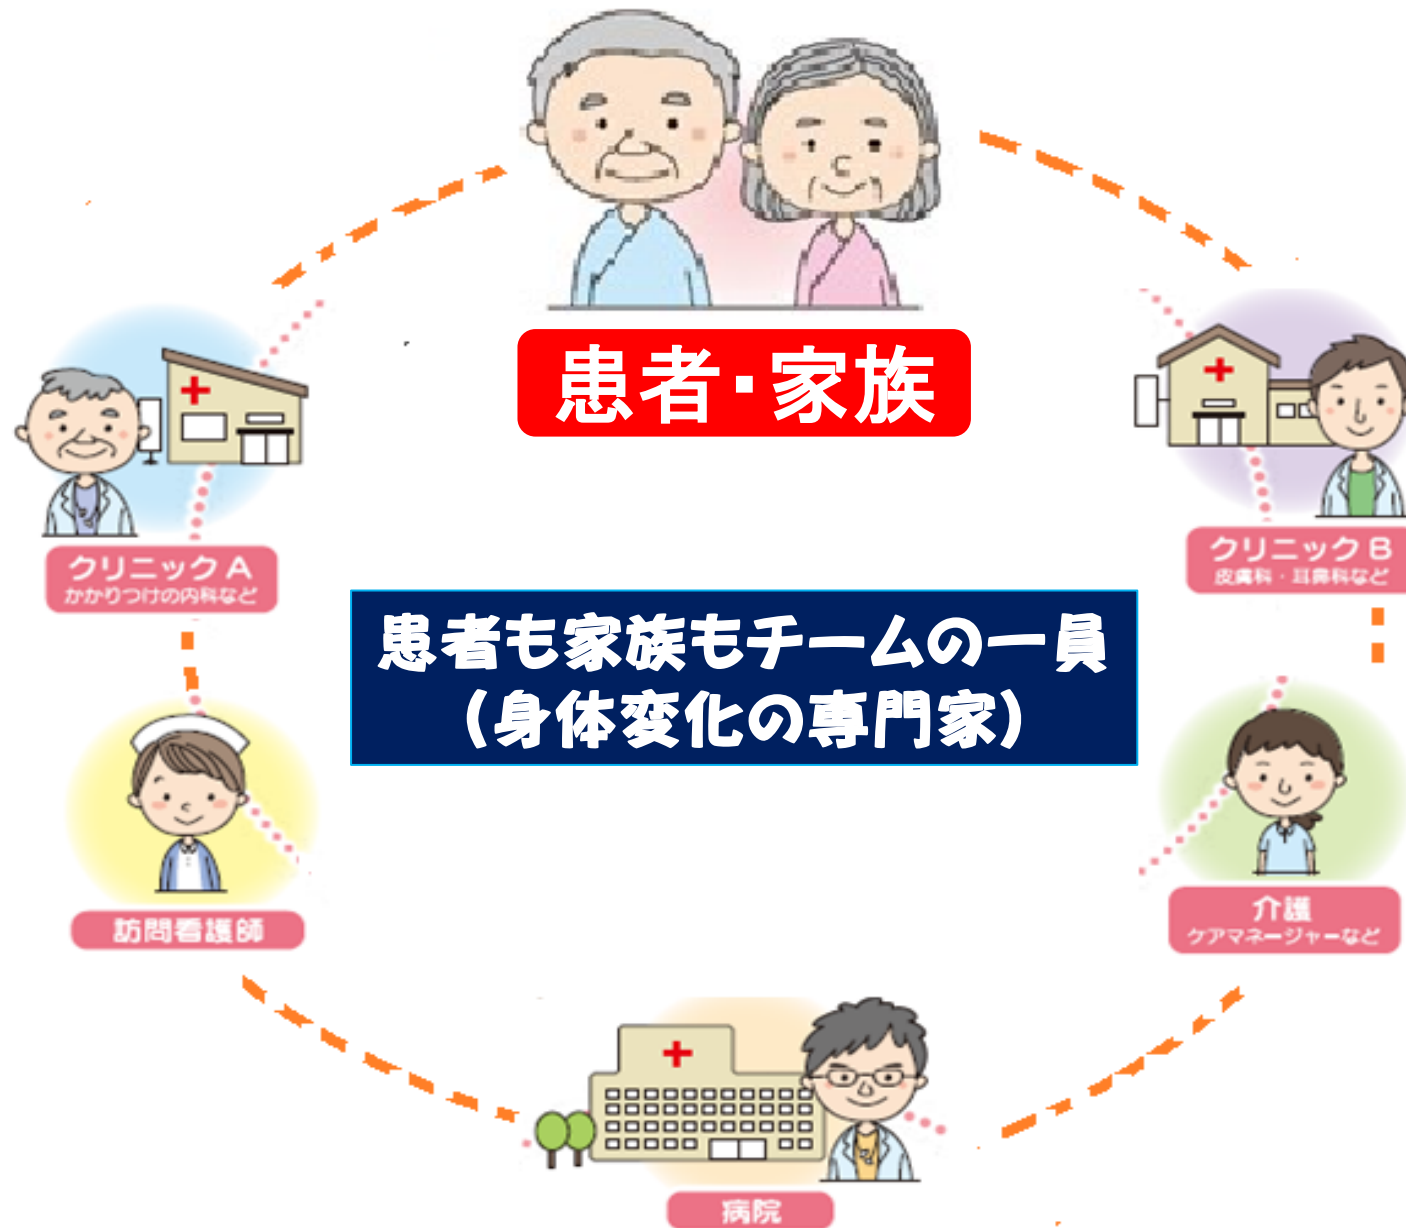 患者・家族
クリニック A
かかりつけの内科など
クリニック B
皮膚科・耳鼻科など
患者も家族もチームの一員
(身体変化の専門家)
訪問看護師
介護
ケアマネージャーなど
病院